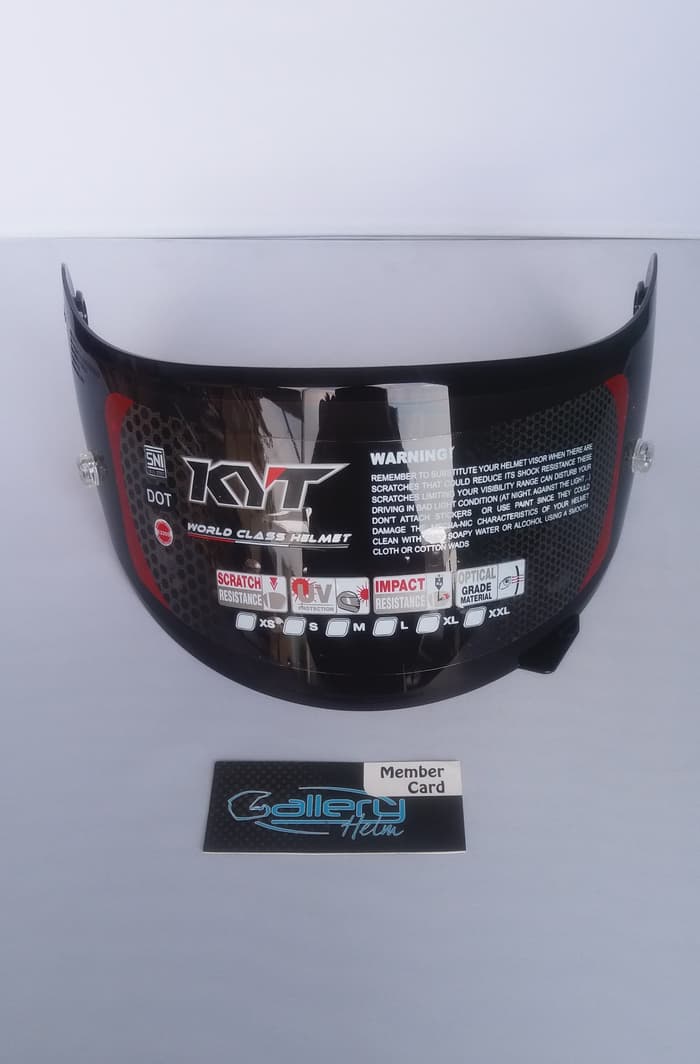 SNI
DOT
KYT
WORLD CLASS HELMET
WARNING!
REMEMBER TO SUBSTITUTE YOUR HELMET VISOR WHEN THERE ARE
SCRATCHES THAT COULD REDUCE ITS SHOCK RESISTANCE THESE
SCRATCHES LIMITING YOUR VISIBILITY RANGE CAN DISTURB YOUR
DRIVING IN BAD LIGHT CONDITION (AT NIGHT, AGAINST THE LIGHT...)
DON'T ATTACH STICKERS OR USE PAINT SINCE THEY COULD
DAMAGE THE MECHA-NIC CHARACTERISTICS OF YOUR HELMET
CLEAN WITH SOAPY WATER OR ALCOHOL USING A SMOOTH
CLOTH OR COTTON WADS
SCRATCH
RESISTANCE
UV
PROTECTION
IMPACT
RESISTANCE
OPTICAL
GRADE
MATERIAL
XS S M L XL XXL
Member
Card
Gallery
Helm